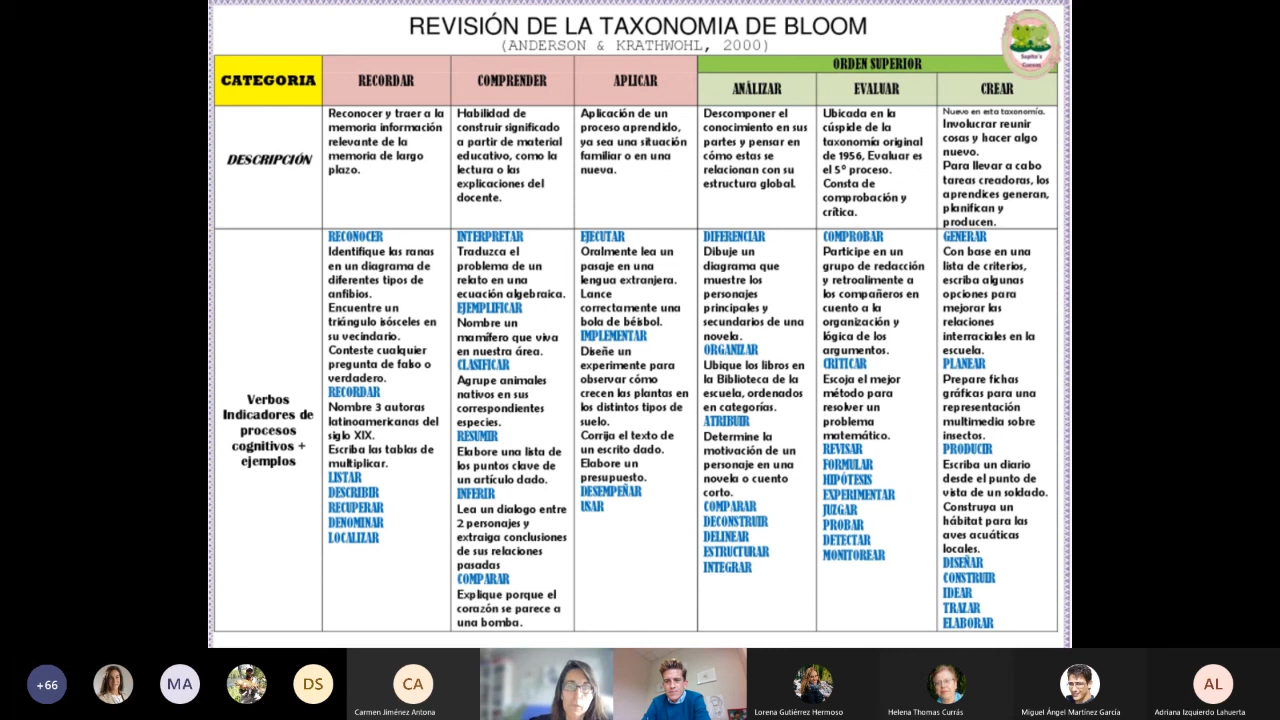 REVISIÓN DE LA TAXONOMIA DE BLOOM
(ANDERSON & KRATHWOHL, 2000)
Sapito's
CATEGORIA
RECORDAR
COMPRENDER
APLICAR
ORDEN SUPERIOR
ANÁLIZAR
EVALUAR
CREAR
DESCRIPCIÓN
Reconocer y traer a la
memoria información
relevante de la
memoria de largo
plazo.
Habilidad de
construir significado
a partir de material
educativo, como la
lectura o las
explicaciones del
docente.
Aplicación de un
proceso aprendido,
ya sea una situación
familiar o en una
nueva.
Descomponer el
conocimiento en sus
partes y pensar en
cómo estas se
relacionan con su
estructura global.
Ubicada en la
cúspide de la
taxonomía original
de 1956, Evaluar es
el 5° proceso.
Consta de
comprobación y
crítica.
Nuevo en esta taxonomía.
Involucrar reunir
cosas y hacer algo
nuevo.
Para llevar a cabo
tareas creadoras, los
aprendices generan,
planifican y
producen.
Verbos
Indicadores de
procesos
cognitivos +
ejemplos
RECONOCER
Identifique las ranas
en un diagrama de
diferentes tipos de
anfibios.
Encuentre un
triángulo isósceles en
su vecindario.
Conteste cualquier
pregunta de falso o
verdadero.
RECORDAR
Nombre 3 autoras
latinoamericanas del
siglo XIX.
Escriba las tablas de
multiplicar.
LISTAR
DESCRIBIR
RECUPERAR
DENOMINAR
LOCALIZAR
INTERPRETAR
Traduzca el
problema de un
relato en una
ecuación algebraica.
EJEMPLIFICAR
Nombre un
mamífero que viva
en nuestra área.
CLASIFICAR
Agrupe animales
nativos en sus
correspondientes
especies.
RESUMIR
Elabore una lista de
los puntos clave de
un artículo dado.
INFERIR
Lea un dialogo entre
2 personajes y
extraiga conclusiones
de sus relaciones
pasadas
COMPARAR
Explique porque el
corazón se parece a
una bomba.
EJECUTAR
Oralmente lea un
pasaje en una
lengua extranjera.
Lance
correctamente una
bola de béisbol.
IMPLEMENTAR
Diseñe un
experimente para
observar cómo
crecen las plantas en
los distintos tipos de
suelo.
Corrija el texto de
un escrito dado.
Elabore un
presupuesto.
DESEMPEÑAR
USAR
DIFERENCIAR
Dibuje un
diagrama que
muestre los
personajes
principales y
secundarios de una
novela.
ORGANIZAR
Ubique los libros en
la Biblioteca de la
escuela, ordenados
en categorías.
ATRIBUIR
Determine la
motivación de un
personaje en una
novela o cuento
corto.
COMPARAR
DECONSTRUIR
DELINEAR
ESTRUCTURAR
INTEGRAR
COMPROBAR
Participe en un
grupo de redacción
y retroalimente a
los compañeros en
cuento a la
organización y
lógica de los
argumentos.
CRITICAR
Escoja el mejor
método para
resolver un
problema
matemático.
REVISAR
FORMULAR
HIPÓTESIS
EXPERIMENTAR
JUZGAR
PROBAR
DETECTAR
MONITOREAR
GENERAR
Con base en una
lista de criterios,
escriba algunas
opciones para
mejorar las
relaciones
interraciales en la
escuela.
PLANEAR
Prepare fichas
gráficas para una
representación
multimedia sobre
insectos.
PRODUCIR
Escriba un diario
desde el punto de
vista de un soldado.
Construya un
hábitat para las
aves acuáticas
locales.
DISEÑAR
CONSTRUIR
IDEAR
TRAZAR
ELABORAR
+66
MA
DS
CA
AL
Carmen Jiménez Antona
Lorena Gutiérrez Hermoso
Helena Thomas Currás
Miguel Ángel Martínez García
Adriana Izquierdo Lahuerta